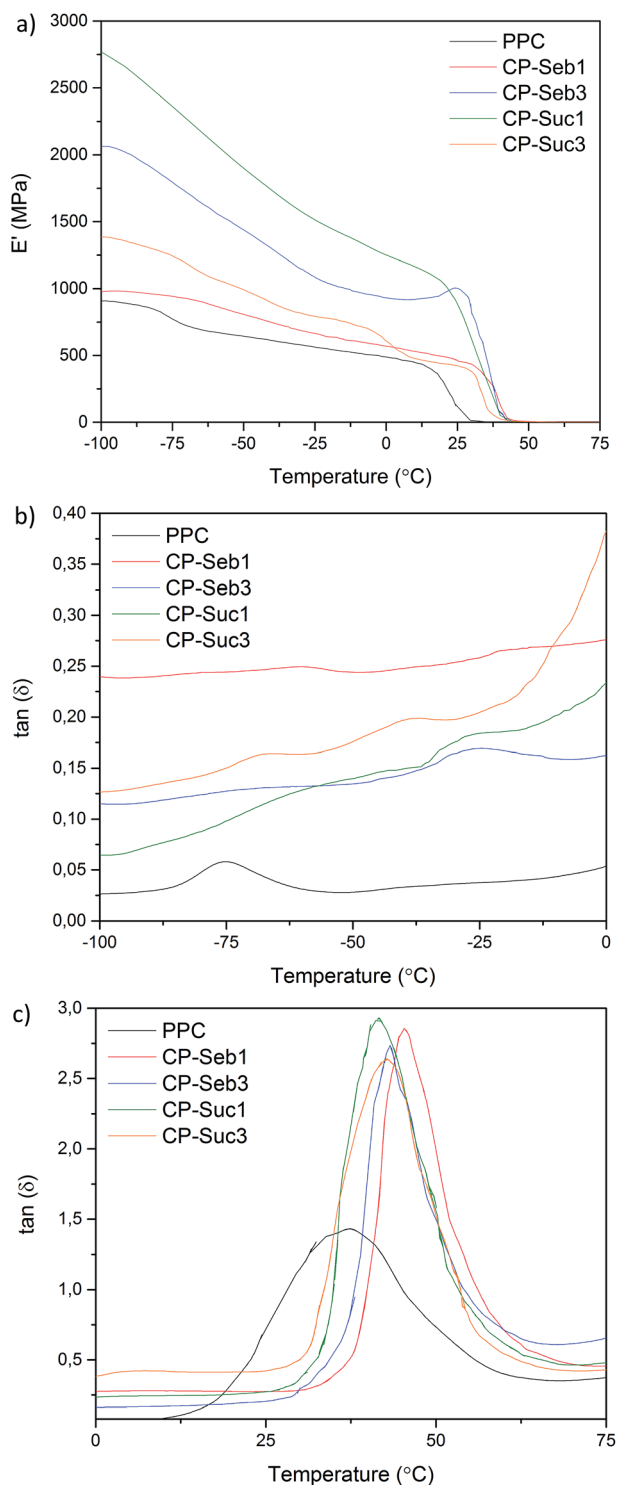 a)
3000
2500
2000
1500
1000
500
0
E' (MPa)
PPC
CP-Seb1
CP-Seb3
CP-Suc1
CP-Suc3
-100 -75 -50 -25 0 25 50 75
Temperature (°C)
b)
0,40
0,35
0,30
0,25
0,20
0,15
0,10
0,05
0,00
tan (δ)
PPC
CP-Seb1
CP-Seb3
CP-Suc1
CP-Suc3
-100 -75 -50 -25 0
Temperature (°C)
c)
3,0
2,5
2,0
1,5
1,0
0,5
tan (δ)
PPC
CP-Seb1
CP-Seb3
CP-Suc1
CP-Suc3
0 25 50 75
Temperature (°C)